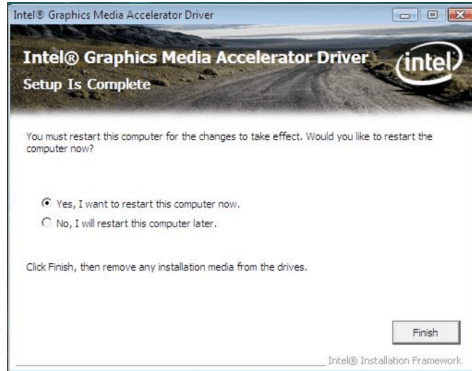 Intel® Graphics Media Accelerator Driver
Intel® Graphics Media Accelerator Driver
intel
Setup Is Complete
You must restart this computer for the changes to take effect. Would you like to restart the
computer now?
Yes, I want to restart this computer now.
No, I will restart this computer later.
Click Finish, then remove any installation media from the drives.
Finish
Intel® Installation Framework